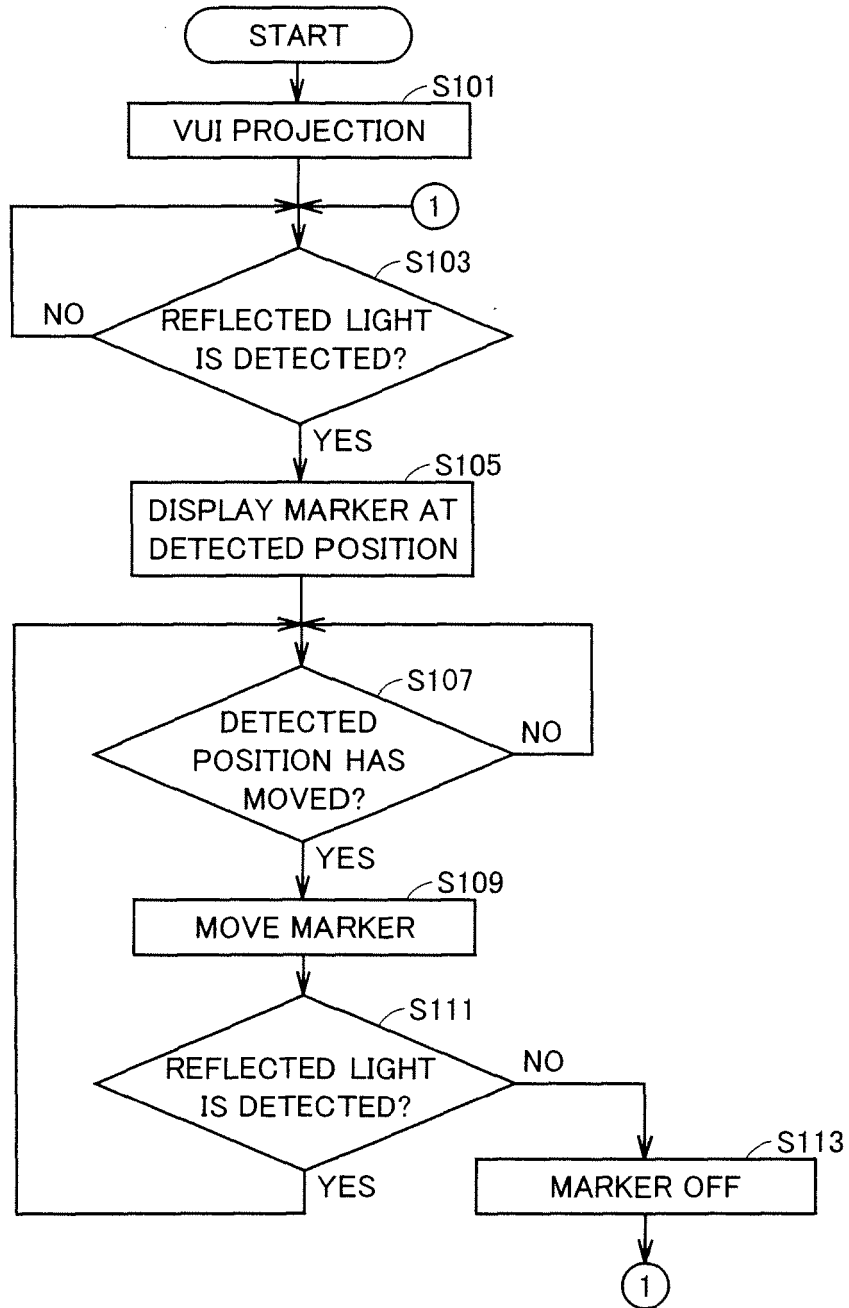 START
S101
VUI PROJECTION
1
S103
NO
REFLECTED LIGHT
IS DETECTED?
YES
S105
DISPLAY MARKER AT
DETECTED POSITION
S107
DETECTED
POSITION HAS
MOVED?
NO
YES
S109
MOVE MARKER
S111
REFLECTED LIGHT
IS DETECTED?
NO
YES
S113
MARKER OFF
1